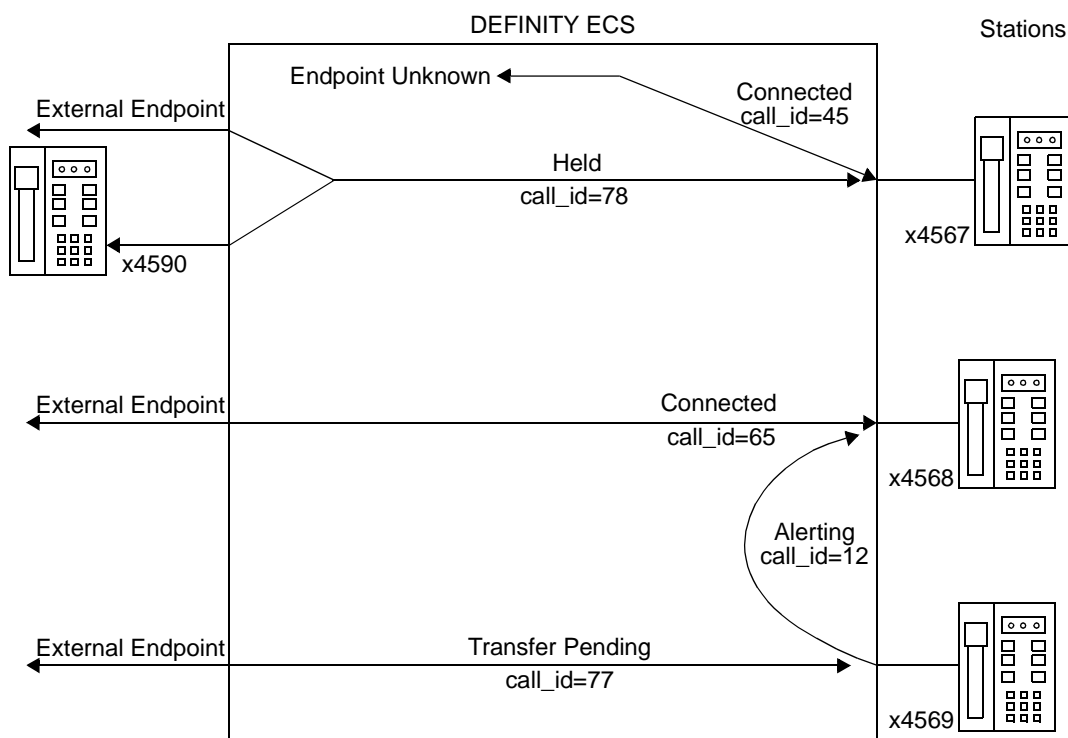 DEFINITY ECS
Stations
Endpoint Unknown
Connected
call_id=45
External Endpoint
Held
call_id=78
x4567
x4590
External Endpoint
Connected
call_id=65
x4568
Alerting
call_id=12
External Endpoint
Transfer Pending
call_id=77
x4569